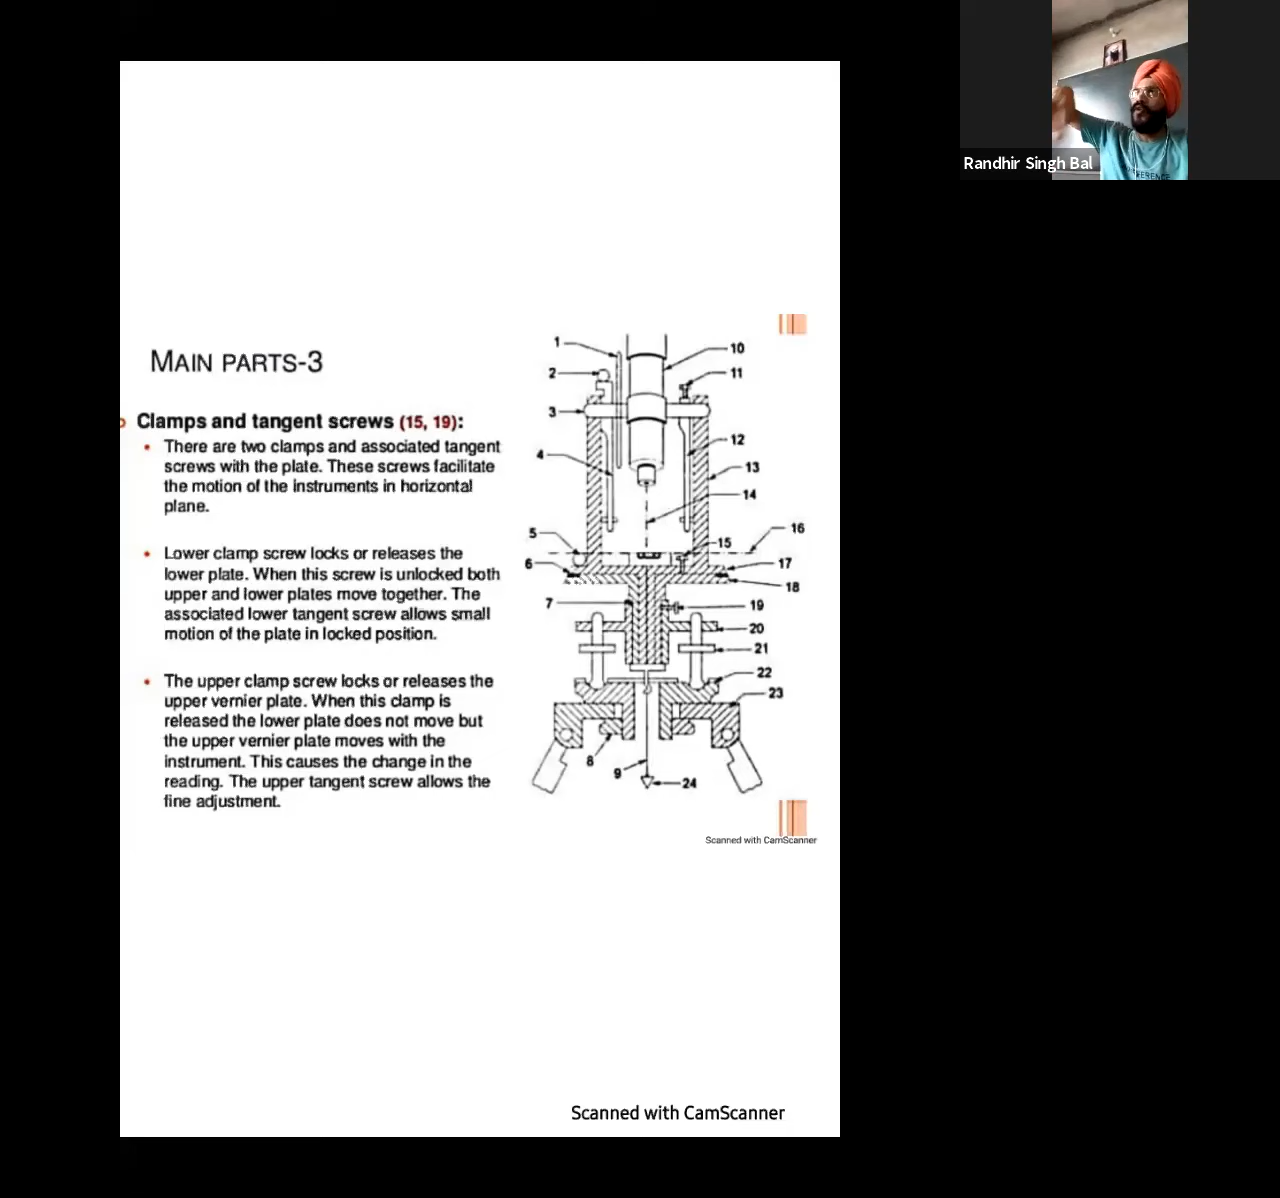 Randhir Singh Bal
MAIN PARTS-3
Clamps and tangent screws (15, 19):
• There are two clamps and associated tangent
screws with the plate. These screws facilitate
the motion of the instruments in horizontal
plane.
• Lower clamp screw locks or releases the
lower plate. When this screw is unlocked both
upper and lower plates move together. The
associated lower tangent screw allows small
motion of the plate in locked position.
• The upper clamp screw locks or releases the
upper vernier plate. When this clamp is
released the lower plate does not move but
the upper vernier plate moves with the
instrument. This causes the change in the
reading. The upper tangent screw allows the
fine adjustment.
1
2
3
4
5
6
7
8
9
10
11
12
13
14
15
16
17
18
19
20
21
22
23
24
Scanned with CamScanner
Scanned with CamScanner